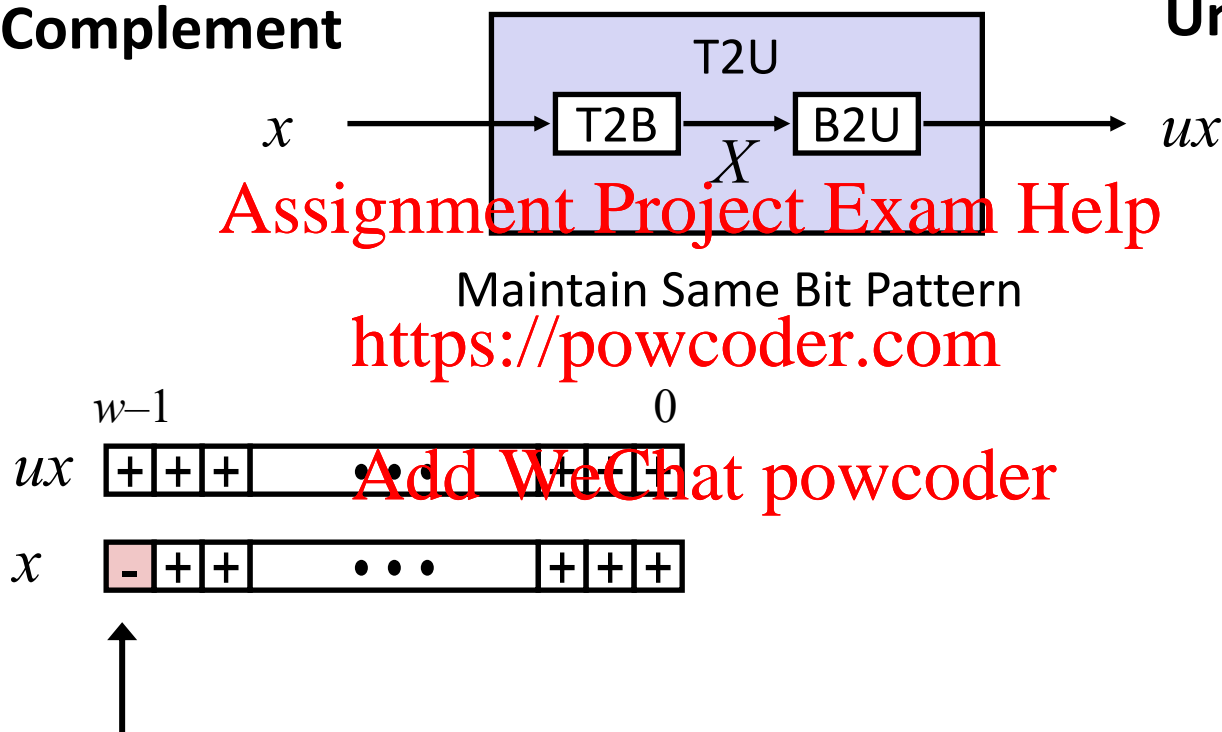 Complement
Un
T2U
x
T2B
B2U
ux
X
Assignment Project Exam Help
Maintain Same Bit Pattern
https://powcoder.com
w–1
0
ux + + + • • • + + +
Add WeChat powcoder
x - + + • • • + + +